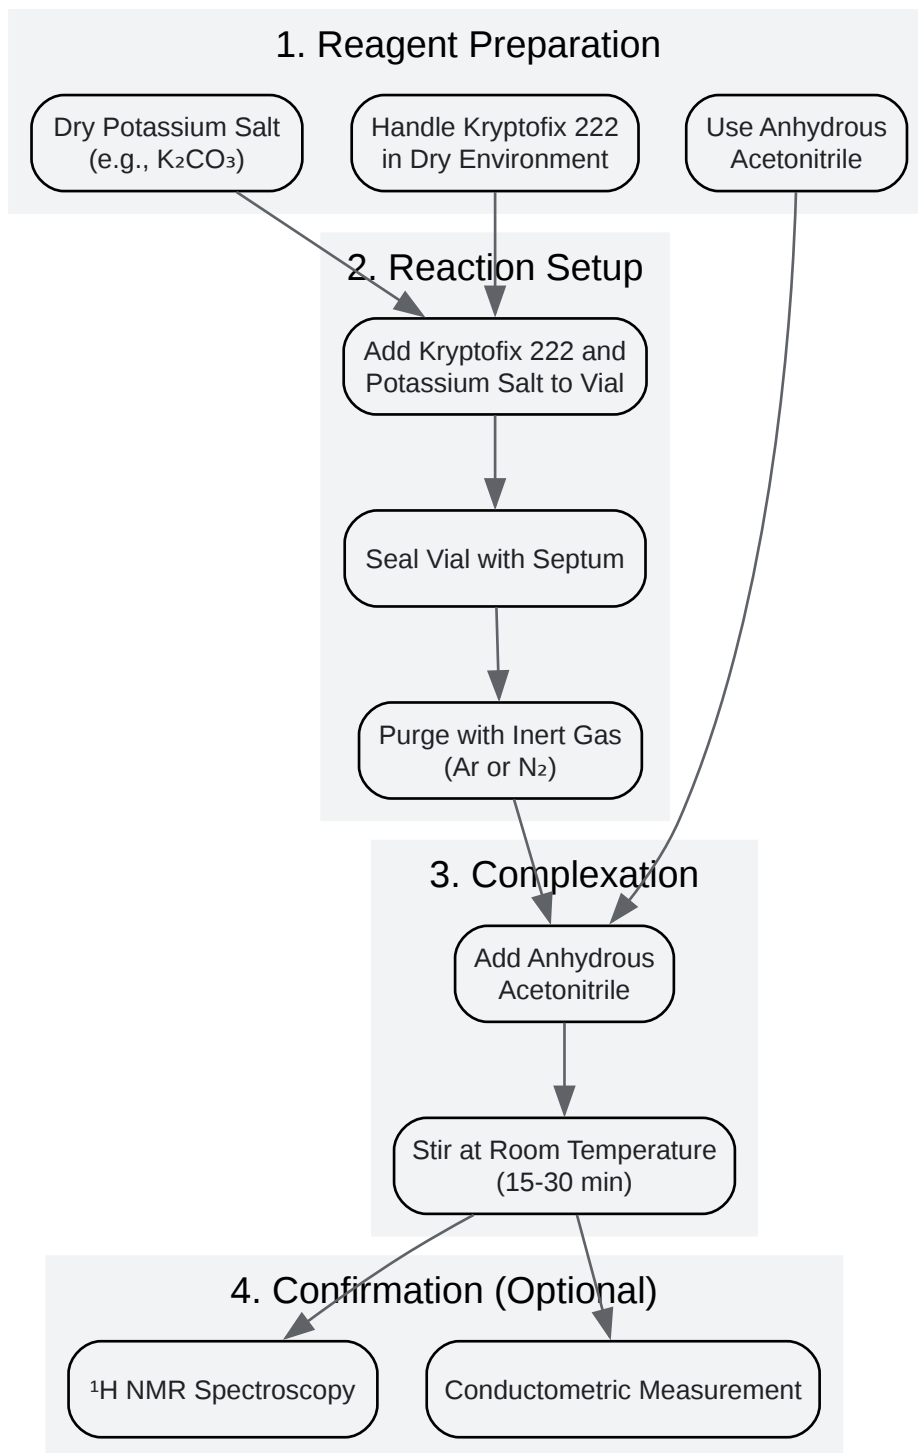 1. Reagent Preparation
Dry Potassium Salt
(e.g., K₂CO₃)
Handle Kryptofix 222
in Dry Environment
Use Anhydrous
Acetonitrile
2. Reaction Setup
Add Kryptofix 222 and
Potassium Salt to Vial
Seal Vial with Septum
Purge with Inert Gas
(Ar or N₂)
3. Complexation
Add Anhydrous
Acetonitrile
Stir at Room Temperature
(15-30 min)
4. Confirmation (Optional)
¹H NMR Spectroscopy
Conductometric Measurement